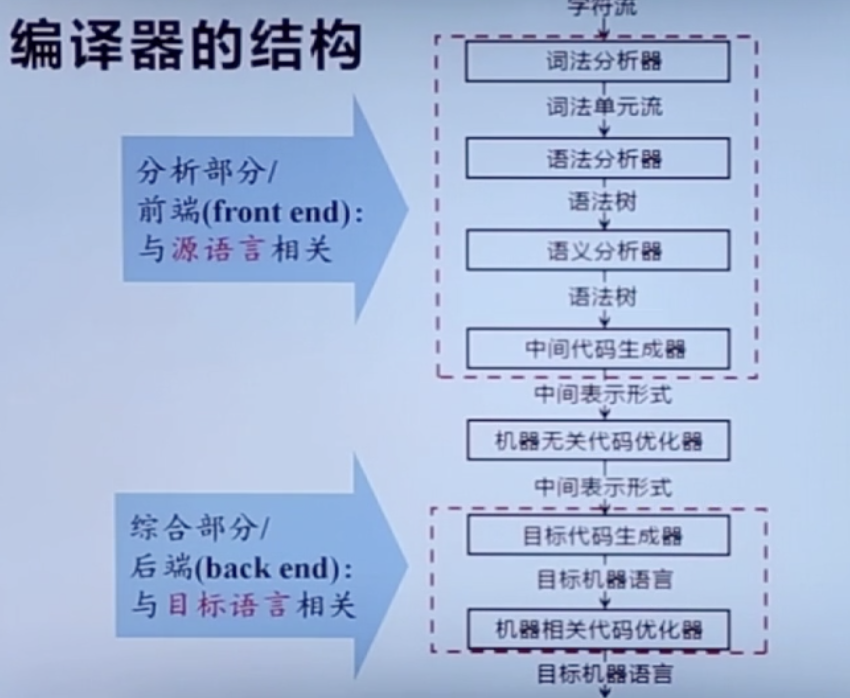 编译器的结构
字符流
词法分析器
词法单元流
语法分析器
语法树
语义分析器
语法树
中间代码生成器
中间表示形式
机器无关代码优化器
中间表示形式
目标代码生成器
目标机器语言
机器相关代码优化器
目标机器语言
分析部分/
前端(front end):
与源语言相关
综合部分/
后端(back end):
与目标语言相关